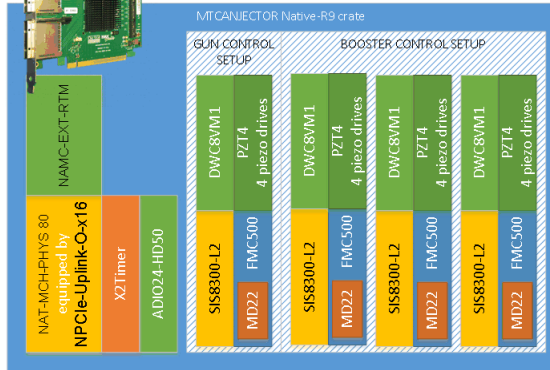 MTCANJECTOR Native-R9 crate
GUN CONTROL
SETUP
BOOSTER CONTROL SETUP
NAMC-EXT-RTM
DWC8VM1
PZT4
4 piezo drives
DWC8VM1
PZT4
4 piezo drives
DWC8VM1
PZT4
4 piezo drives
DWC8VM1
PZT4
4 piezo drives
NAT-MCH-PHYS 80
equipped by
NPCIe-Uplink-O-x16
X2Timer
ADIO24-HD50
SIS8300-L2
FMC500
MD22
SIS8300-L2
FMC500
MD22
SIS8300-L2
FMC500
MD22
SIS8300-L2
FMC500
MD22